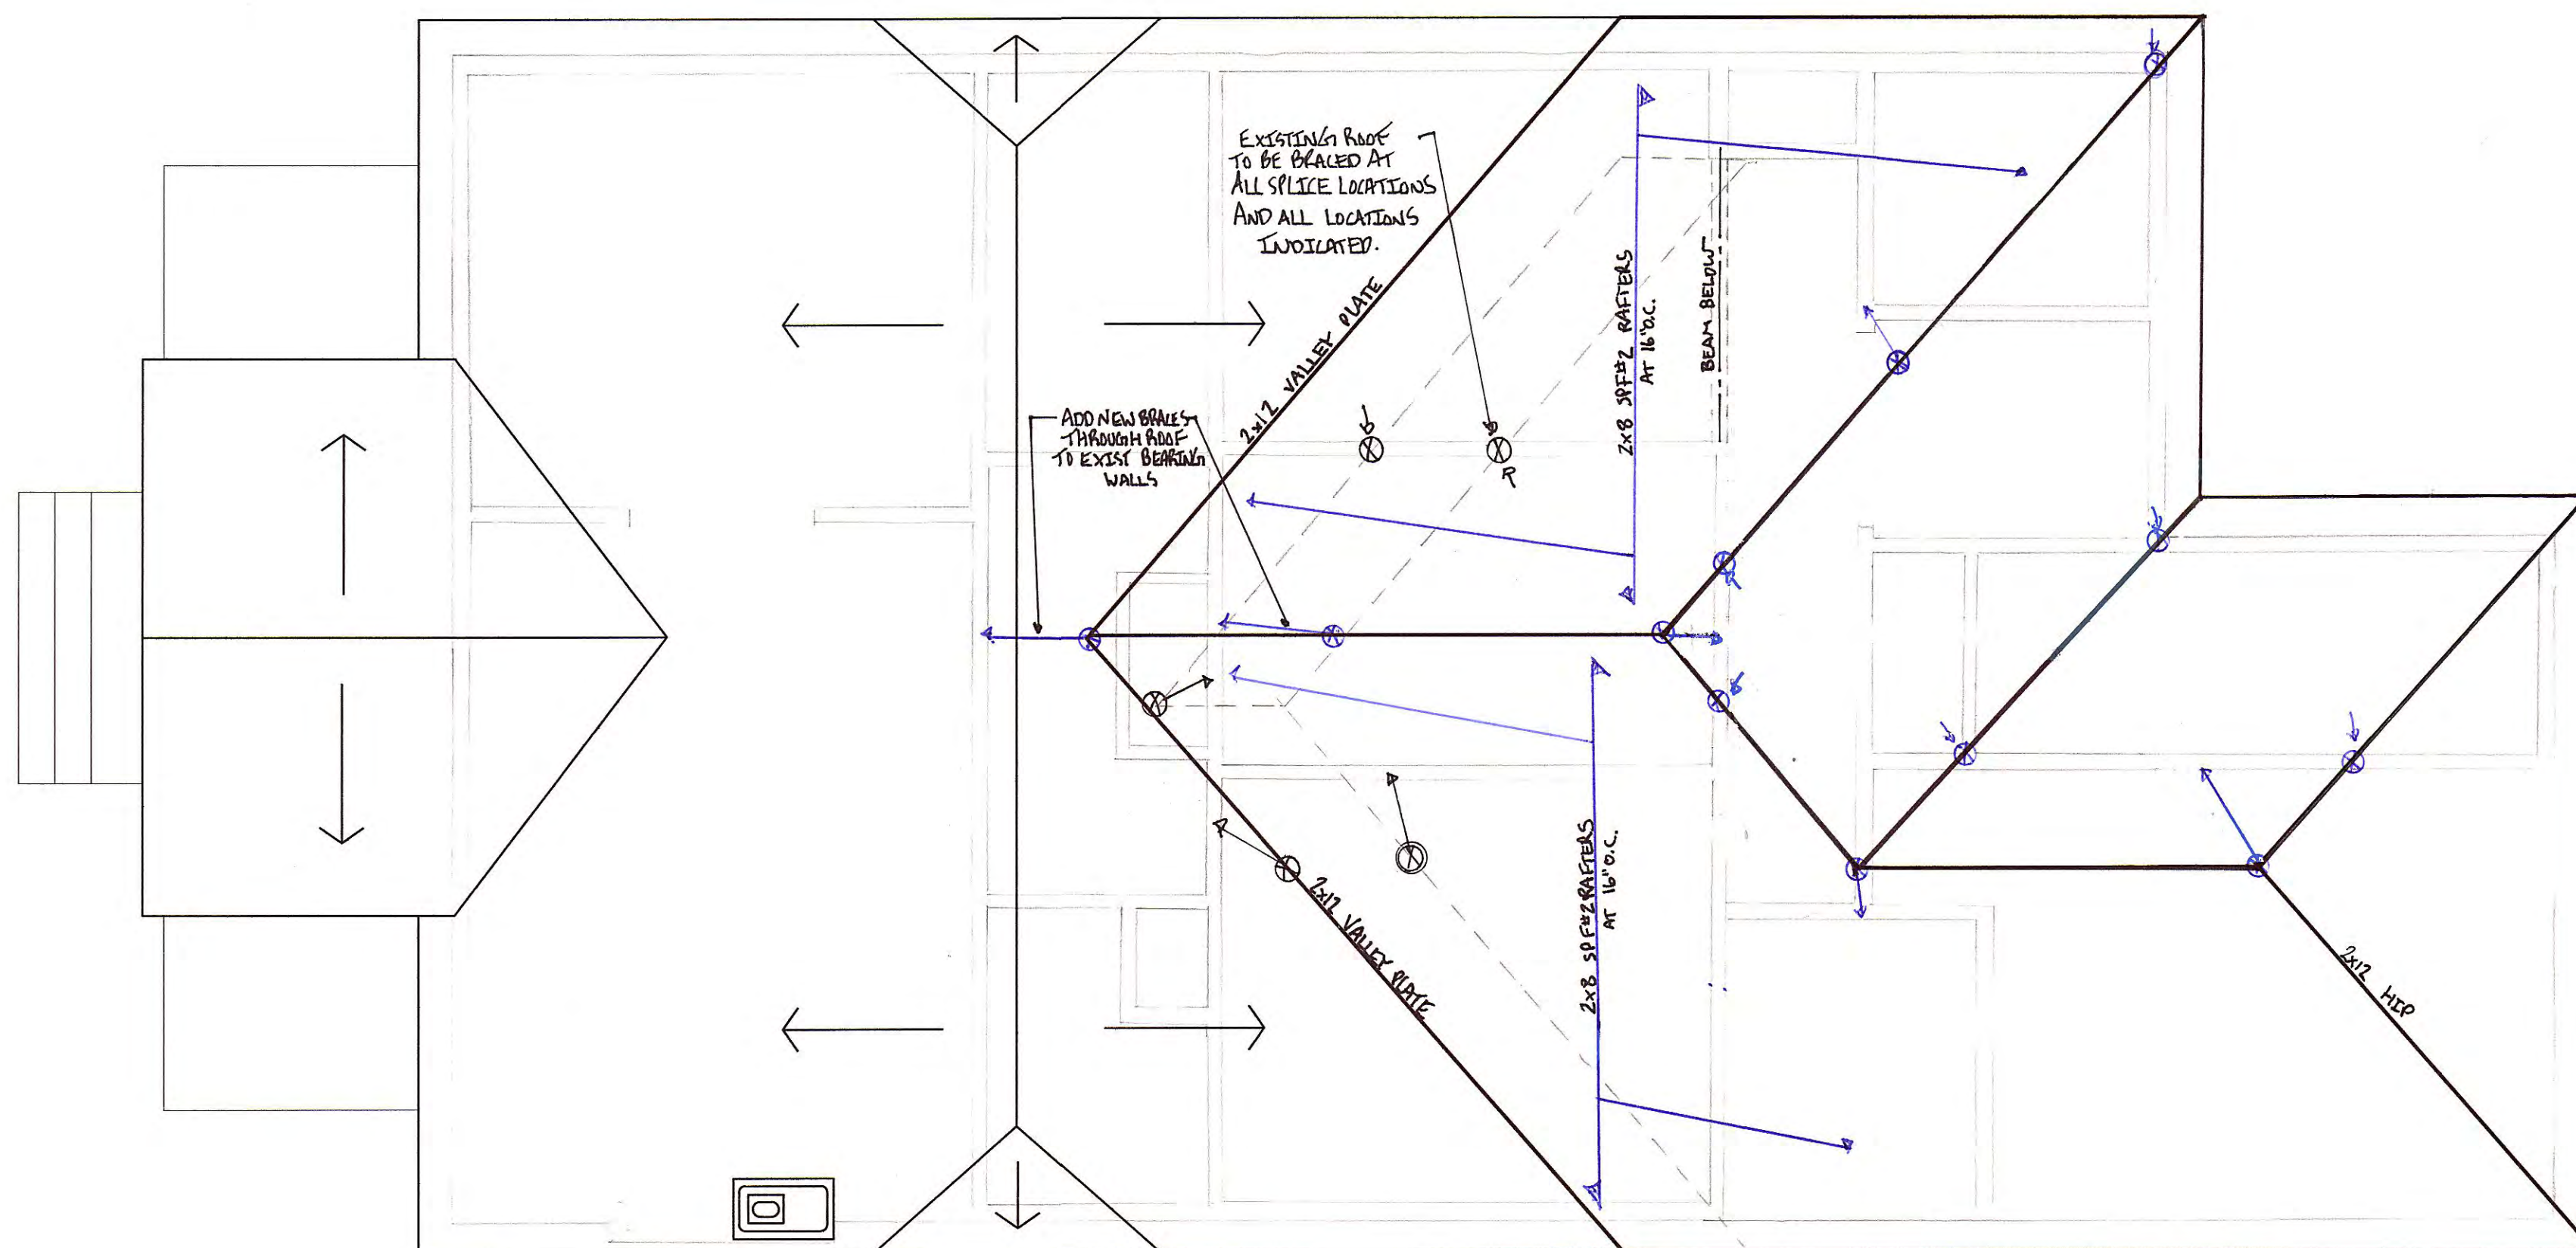 EXISTING ROOF
TO BE BRACED AT
ALL SPLICE LOCATIONS
AND ALL LOCATIONS
INDICATED.
2x12 VALLEY PLATE
2x8 SPF#2 RAFTERS
AT 16"O.C.
BEAM BELOW
ADD NEW BRACES
THROUGH ROOF
TO EXIST BEARING
WALLS
2x12 VALLEY PLATE
2x8 SPF#2 RAFTERS
AT 16"O.C.
2x12 HIP